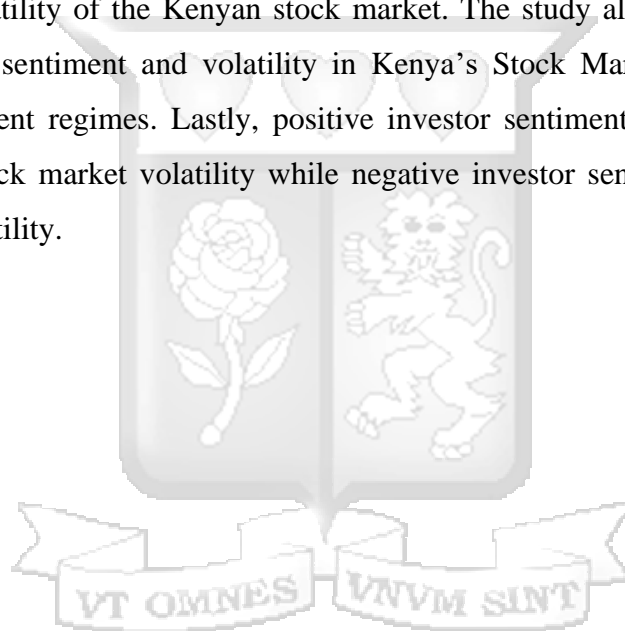 tility of the Kenyan stock market. The study al
sentiment and volatility in Kenya's Stock Mar
ent regimes. Lastly, positive investor sentiment
ck market volatility while negative investor sen
tility.
VT OMNES VNVM SINT